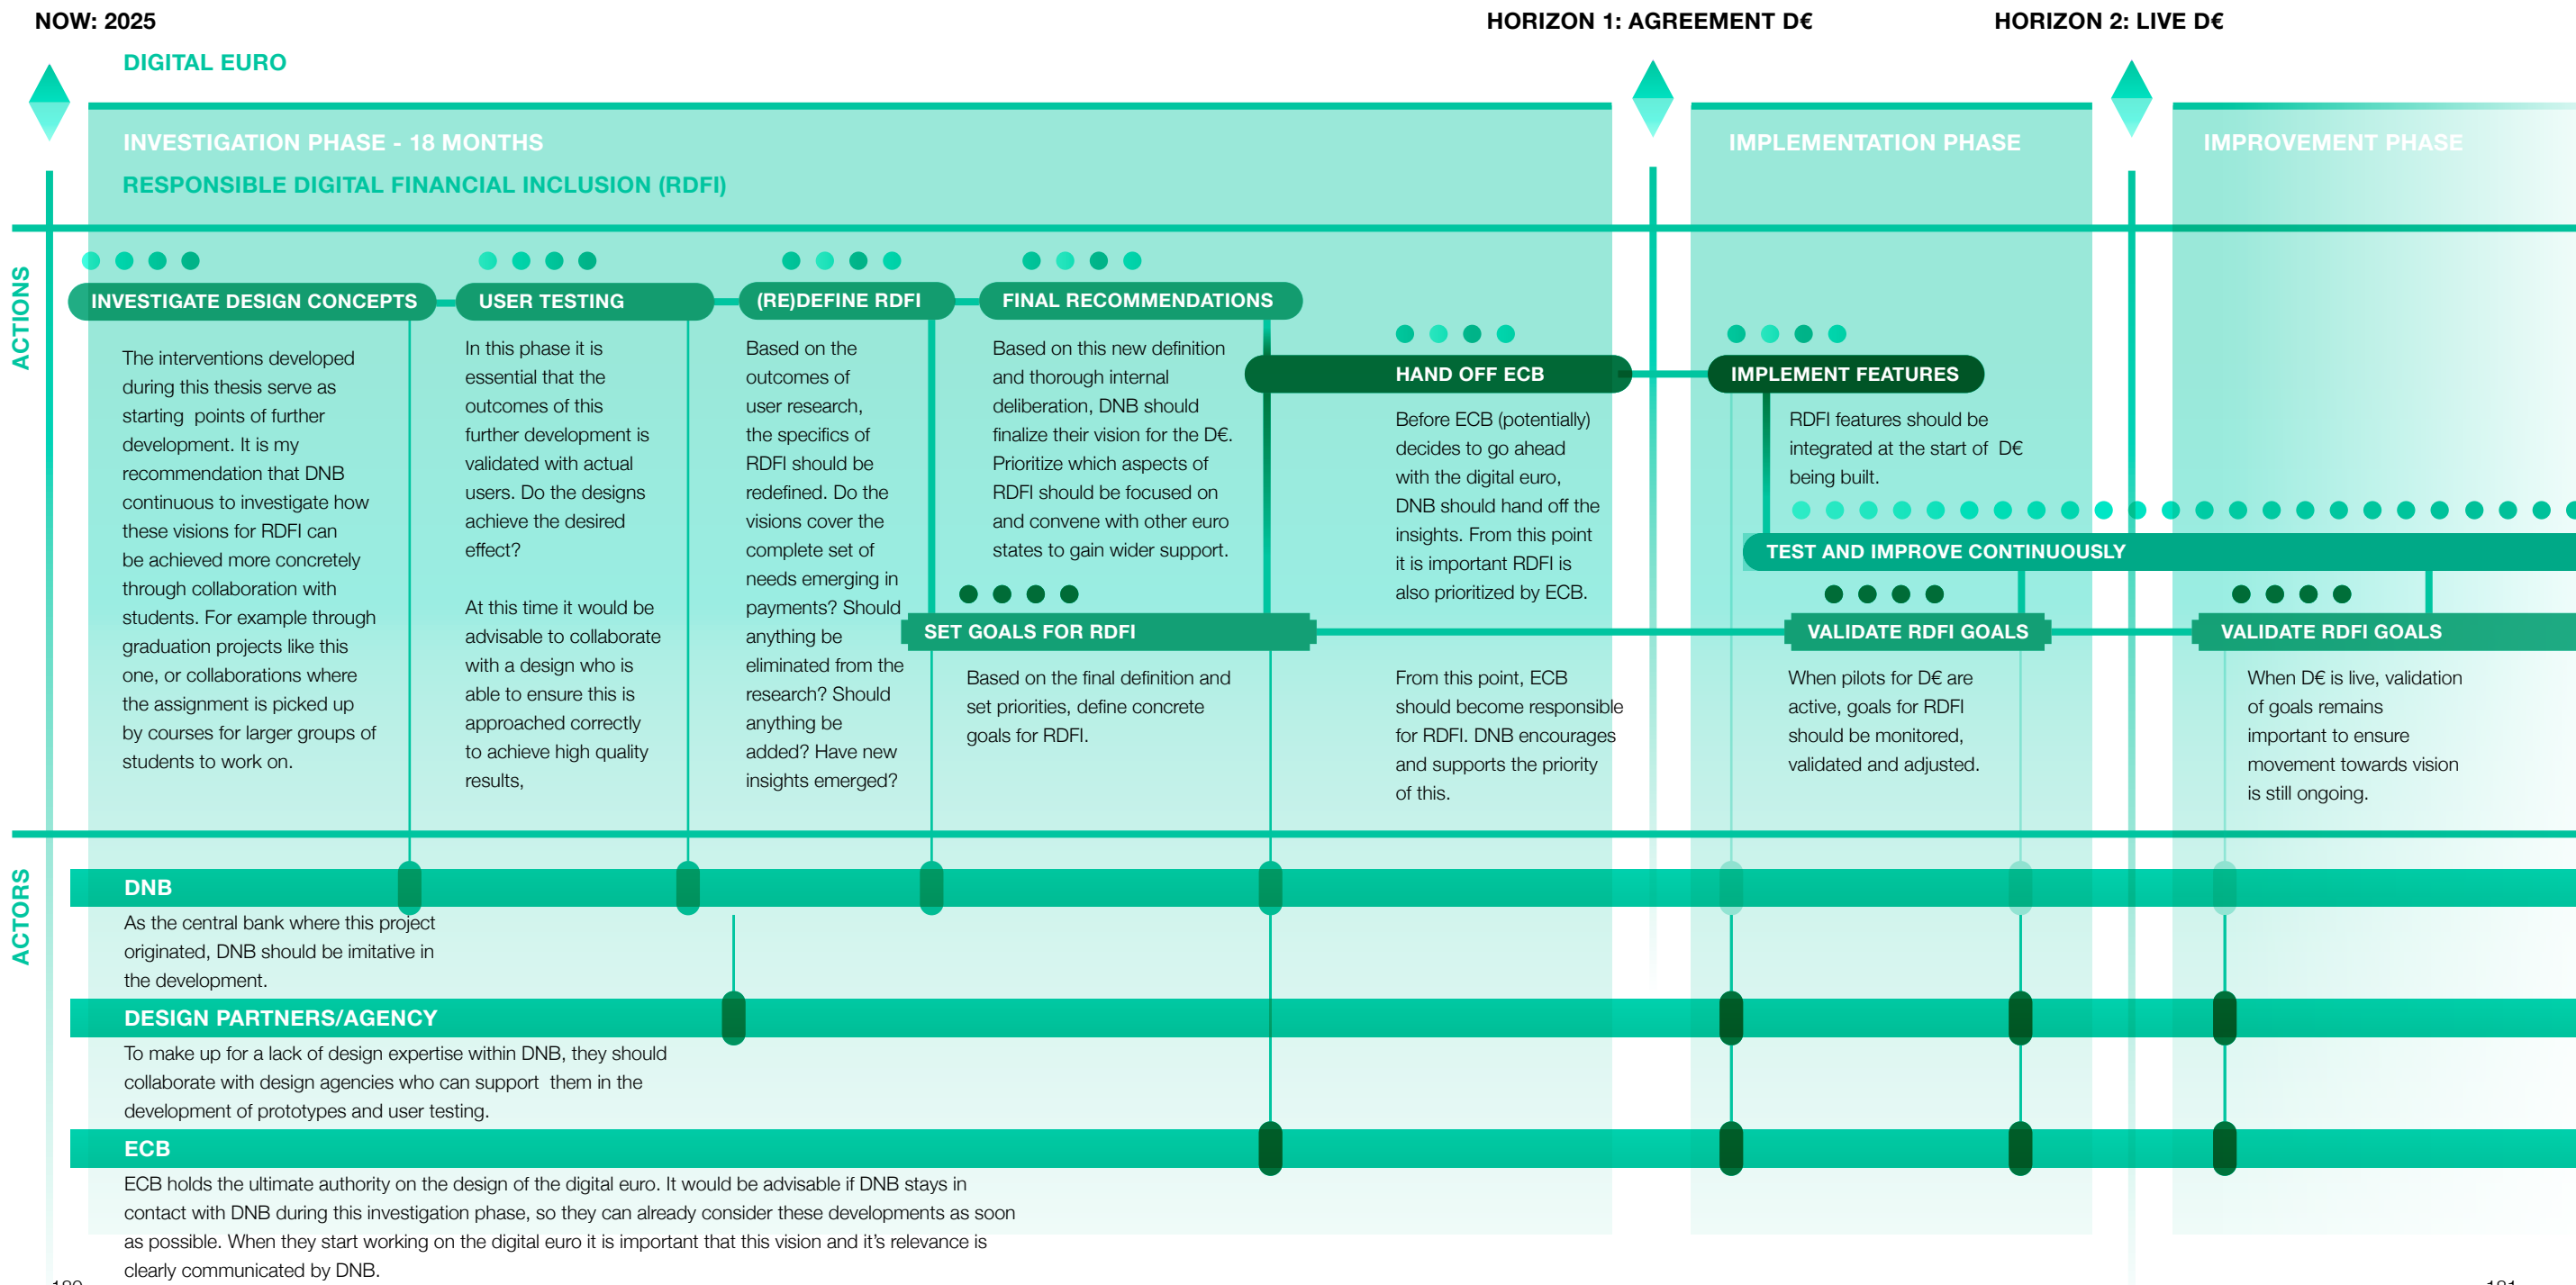 NOW: 2025
HORIZON 1: AGREEMENT D€
HORIZON 2: LIVE D€
DIGITAL EURO
INVESTIGATION PHASE - 18 MONTHS
RESPONSIBLE DIGITAL FINANCIAL INCLUSION (RDFI)
IMPLEMENTATION PHASE
IMPROVEMENT PHASE
ACTIONS
INVESTIGATE DESIGN CONCEPTS
The interventions developed
during this thesis serve as
starting points of further
development. It is my
recommendation that DNB
continuous to investigate how
these visions for RDFI can
be achieved more concretely
through collaboration with
students. For example through
graduation projects like this
one, or collaborations where
the assignment is picked up
by courses for larger groups of
students to work on.
USER TESTING
In this phase it is
essential that the
outcomes of this
further development is
validated with actual
users. Do the designs
achieve the desired
effect?
At this time it would be
advisable to collaborate
with a design who is
able to ensure this is
approached correctly
to achieve high quality
results,
(RE)DEFINE RDFI
Based on the
outcomes of
user research,
the specifics of
RDFI should be
redefined. Do the
visions cover the
complete set of
needs emerging in
payments? Should
anything be
eliminated from the
research? Should
anything be
added? Have new
insights emerged?
FINAL RECOMMENDATIONS
Based on this new definition
and thorough internal
deliberation, DNB should
finalize their vision for the D€.
Prioritize which aspects of
RDFI should be focused on
and convene with other euro
states to gain wider support.
SET GOALS FOR RDFI
Based on the final definition and
set priorities, define concrete
goals for RDFI.
HAND OFF ECB
Before ECB (potentially)
decides to go ahead
with the digital euro,
DNB should hand off the
insights. From this point
it is important RDFI is
also prioritized by ECB.
From this point, ECB
should become responsible
for RDFI. DNB encourages
and supports the priority
of this.
IMPLEMENT FEATURES
RDFI features should be
integrated at the start of D€
being built.
TEST AND IMPROVE CONTINUOUSLY
VALIDATE RDFI GOALS
When pilots for D€ are
active, goals for RDFI
should be monitored,
validated and adjusted.
VALIDATE RDFI GOALS
When D€ is live, validation
of goals remains
important to ensure
movement towards vision
is still ongoing.
ACTORS
DNB
As the central bank where this project
originated, DNB should be imitative in
the development.
DESIGN PARTNERS/AGENCY
To make up for a lack of design expertise within DNB, they should
collaborate with design agencies who can support them in the
development of prototypes and user testing.
ECB
ECB holds the ultimate authority on the design of the digital euro. It would be advisable if DNB stays in
contact with DNB during this investigation phase, so they can already consider these developments as soon
as possible. When they start working on the digital euro it is important that this vision and it's relevance is
clearly communicated by DNB.